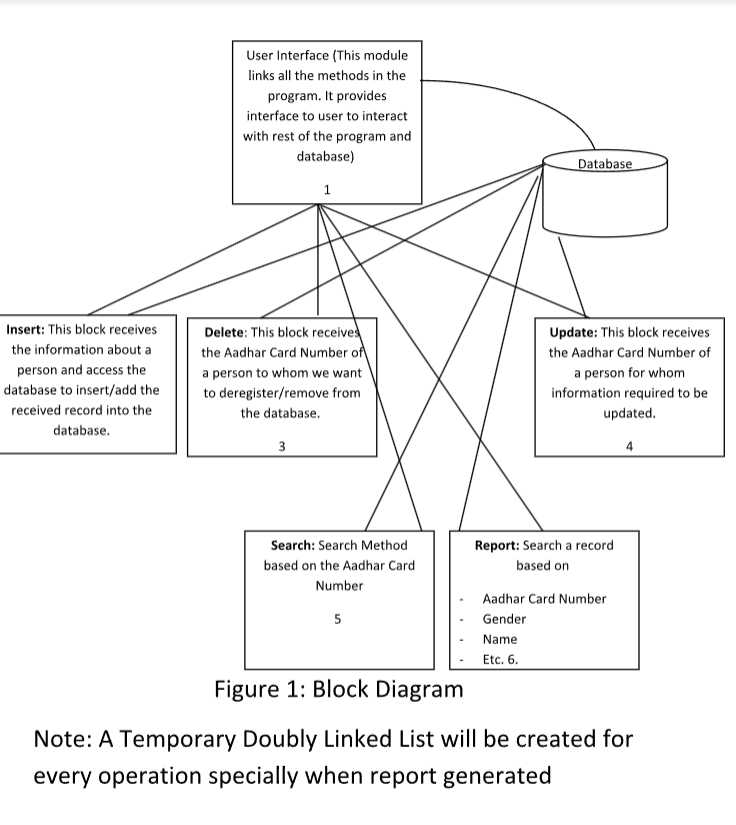 User Interface (This module
links all the methods in the
program. It provides
interface to user to interact
with rest of the program and
database)
1
Database
Insert: This block receives
the information about a
person and access the
database to insert/add the
received record into the
database.
Delete: This block receives
the Aadhar Card Number of
a person to whom we want
to deregister/remove from
the database.
3
Update: This block receives
the Aadhar Card Number of
a person for whom
information required to be
updated.
4
Search: Search Method
based on the Aadhar Card
Number
5
Report: Search a record
based on
- Aadhar Card Number
- Gender
- Name
- Etc. 6.
Figure 1: Block Diagram
Note: A Temporary Doubly Linked List will be created for
every operation specially when report generated